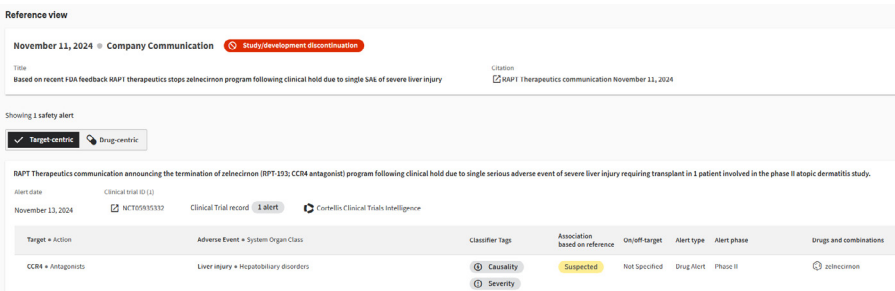 Reference view
November 11, 2024 Company Communication Study/development discontinuation
Title
Citation
Based on recent FDA feedback RAPT therapeutics stops zelnecirnon program following clinical hold due to single SAE of severe liver injury
RAPT Therapeutics communication November 11, 2024
Showing 1 safety alert
Target-centric Drug-centric
RAPT Therapeutics communication announcing the termination of zelnecirnon (RPT-193; CCR4 antagonist) program following clinical hold due to single serious adverse event of severe liver injury requiring transplant in 1 patient involved in the phase II atopic dermatitis study.
Alert date
Clinical trial ID (1)
November 13, 2024
NCT05935332
Clinical Trial record 1 alert
Cortellis Clinical Trials Intelligence
Target • Action
Adverse Event • System Organ Class
Classifier Tags
Association based on reference
On/off-target
Alert type
Alert phase
Drugs and combinations
CCR4 • Antagonists
Liver injury • Hepatobiliary disorders
Causality
Severity
Suspected
Not Specified
Drug Alert
Phase II
zelnecirnon